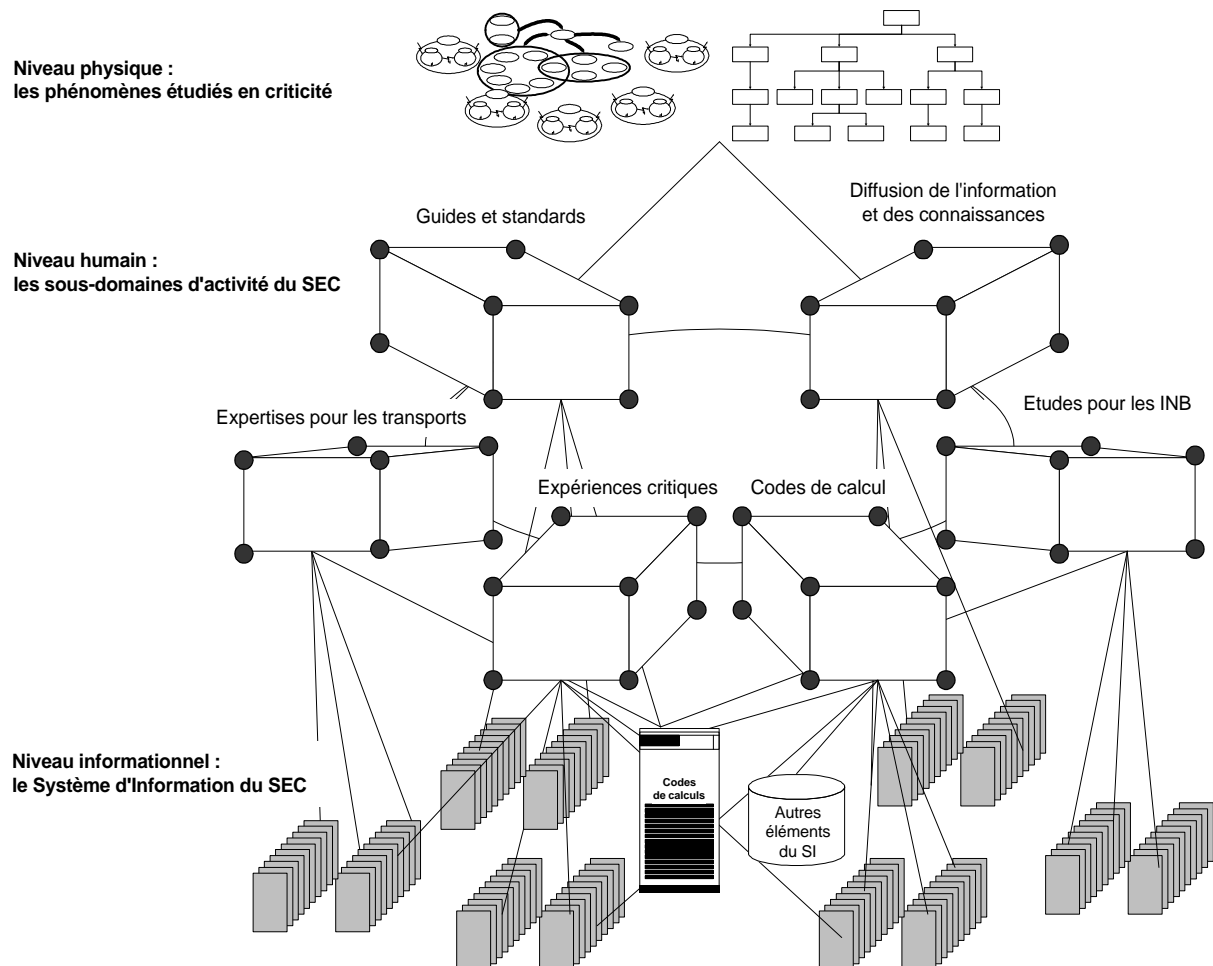 Niveau physique :
les phénomènes étudiés en criticité
Diffusion de l'information
et des connaissances
Guides et standards
Niveau humain :
les sous-domaines d'activité du SEC
Expertises pour les transports
Etudes pour les INB
Expériences critiques
Codes de calcul
Niveau informationnel :
le Système d'Information du SEC
Codes
de calculs
Autres
éléments
du SI